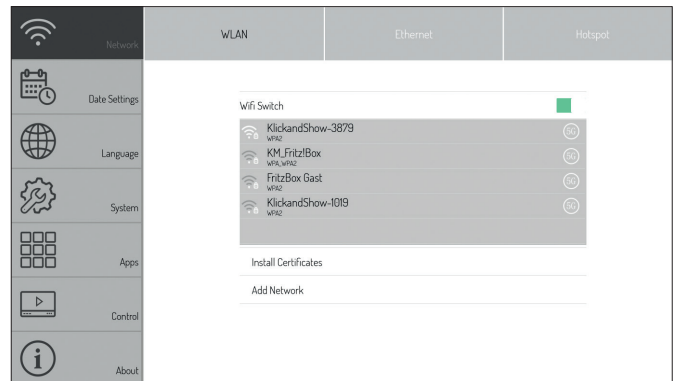 Network
WLAN
Ethernet
Hotspot
Date Settings
Language
System
Apps
Control
About
Wifi Switch
KlickandShow-3879
WPA2
5G
KM_Fritz!Box
WPA_WPA2
5G
FritzBox Gast
WPA2
5G
KlickandShow-1019
WPA2
5G
Install Certificates
Add Network